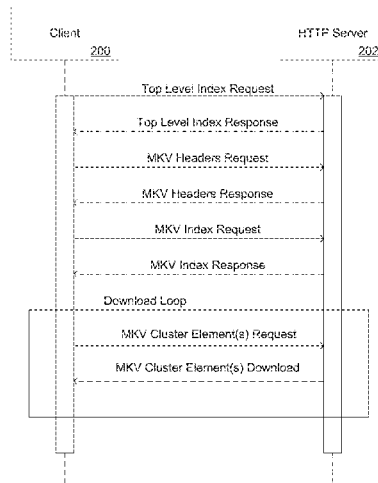 Client
HTTP Server
200
202
Top Level Index Request
Top Level Index Response
MKV Headers Request
MKV Headers Response
MKV Index Request
MKV Index Response
Download Loop
MKV Cluster Element(s) Request
MKV Cluster Element(s) Download